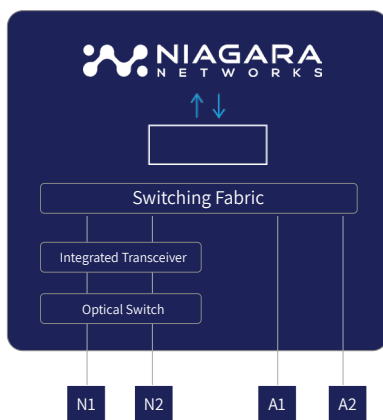 NIAGARA
NETWORKS
Switching Fabric
Integrated Transceiver
Optical Switch
N1 N2 A1 A2